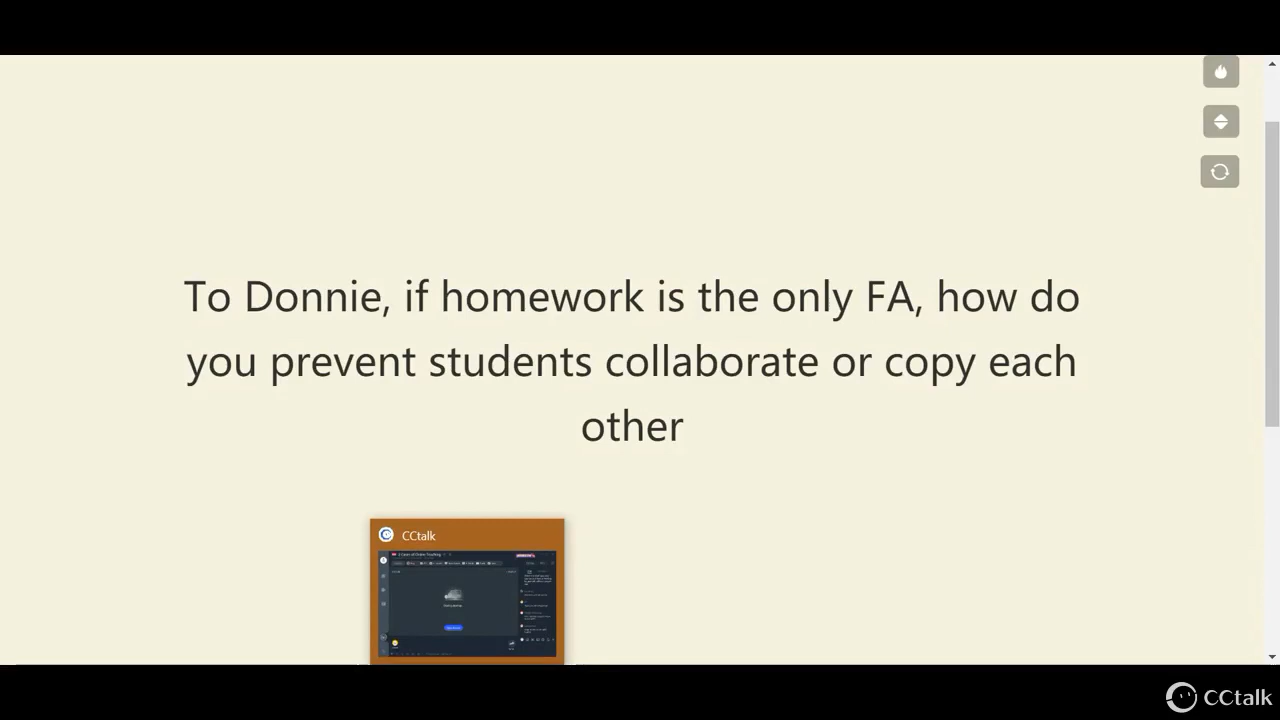 To Donnie, if homework is the only FA, how do
you prevent students collaborate or copy each
other
CCtalk
CCtalk